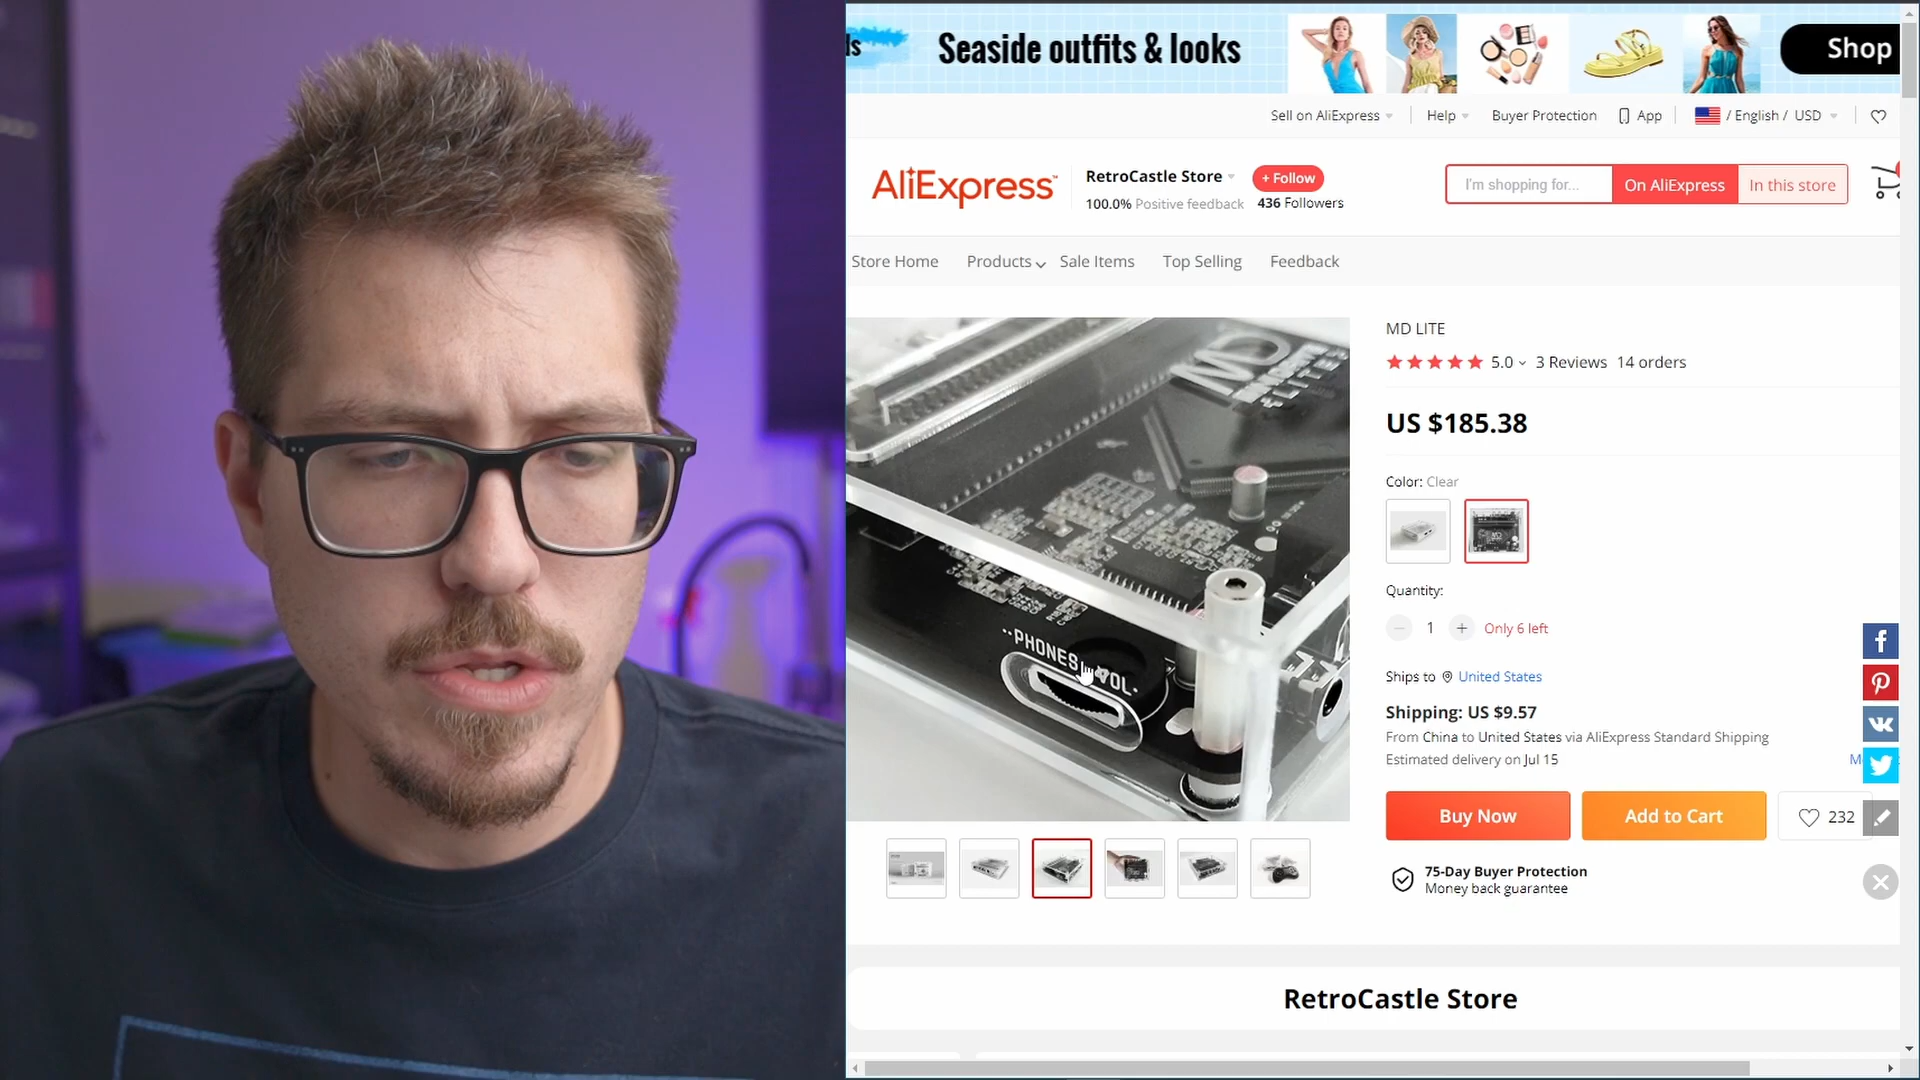 ds
Seaside outfits & looks
Shop
Sell on AliExpress
Help
Buyer Protection
App
/ English / USD
AliExpress™
RetroCastle Store
+ Follow
100.0% Positive feedback
436 Followers
I'm shopping for...
On AliExpress
In this store
Store Home
Products
Sale Items
Top Selling
Feedback
MD
LITE
PHONES
VOL
MD LITE
5.0
3 Reviews
14 orders
US $185.38
Color: Clear
Quantity:
1
Only 6 left
Ships to
United States
Shipping: US $9.57
From China to United States via AliExpress Standard Shipping
Estimated delivery on Jul 15
Buy Now
Add to Cart
232
75-Day Buyer Protection
Money back guarantee
RetroCastle Store